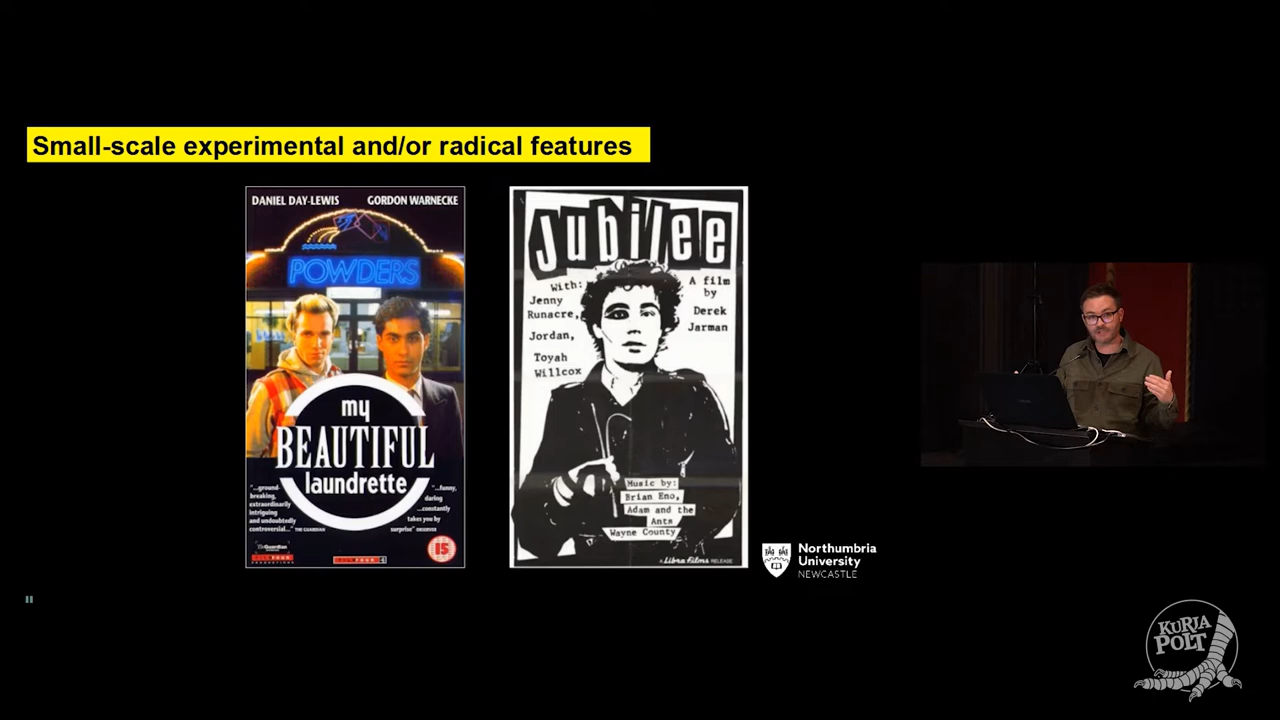 Small-scale experimental and/or radical features
DANIEL DAY-LEWIS GORDON WARNECKE
POWDERS
my
BEAUTIFUL
laundrette
"...ground-
breaking,
extraordinarily
intriguing
and undoubtedly
controversial..." THE GUARDIAN
"...funny,
daring
...constantly
takes you by
surprise" OBSERVER
15
Jubilee
With:
Jenny
Runacre,
Jordan,
Toyah
Willcox
A film
by
Derek
Jarman
Music by:
Brian Eno,
Adam and the
Ants
Wayne County
A Libra Films RELEASE
Northumbria
University
NEWCASTLE
KURJA
POLT